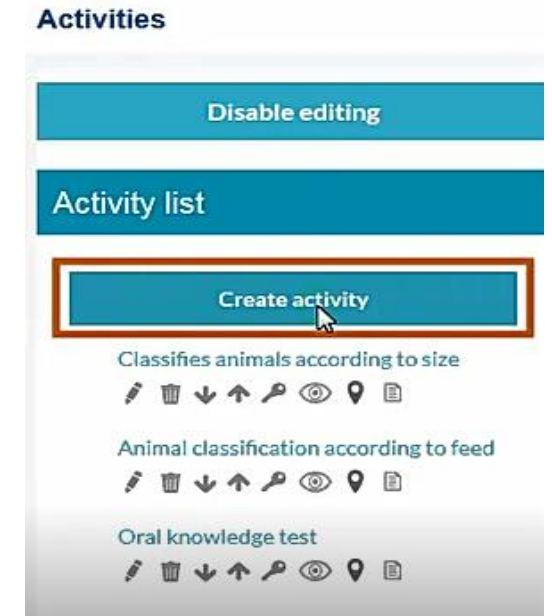 Activities
Disable editing
Activity list
Create activity
Classifies animals according to size
Animal classification according to feed
Oral knowledge test